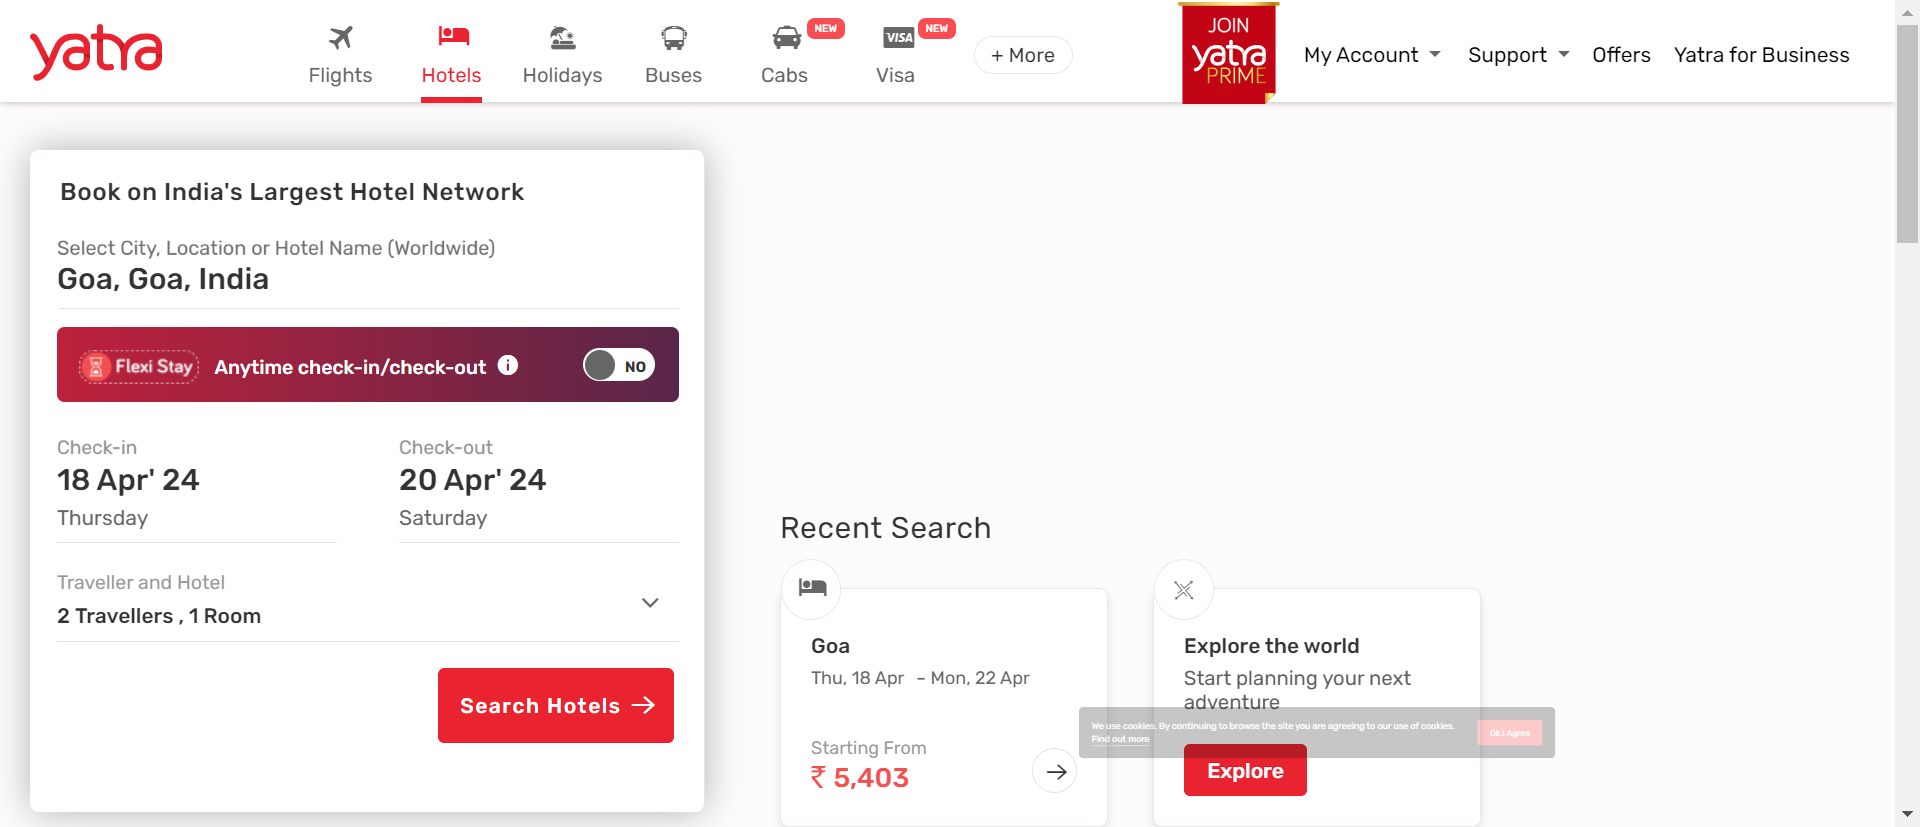 yatra
Flights
Hotels
Holidays
Buses
Cabs
NEW
VISA
Visa
NEW
+ More
JOIN
yatra
PRIME
My Account
Support
Offers
Yatra for Business
Book on India's Largest Hotel Network
Select City, Location or Hotel Name (Worldwide)
Goa, Goa, India
Flexi Stay
Anytime check-in/check-out
i
NO
Check-in
18 Apr' 24
Thursday
Check-out
20 Apr' 24
Saturday
Traveller and Hotel
2 Travellers , 1 Room
Search Hotels
Recent Search
Goa
Thu, 18 Apr - Mon, 22 Apr
Starting From
₹ 5,403
Explore the world
Start planning your next
adventure
We use cookies. By continuing to browse the site you are agreeing to our use of cookies.
Find out more
Ok,I Agree
Explore